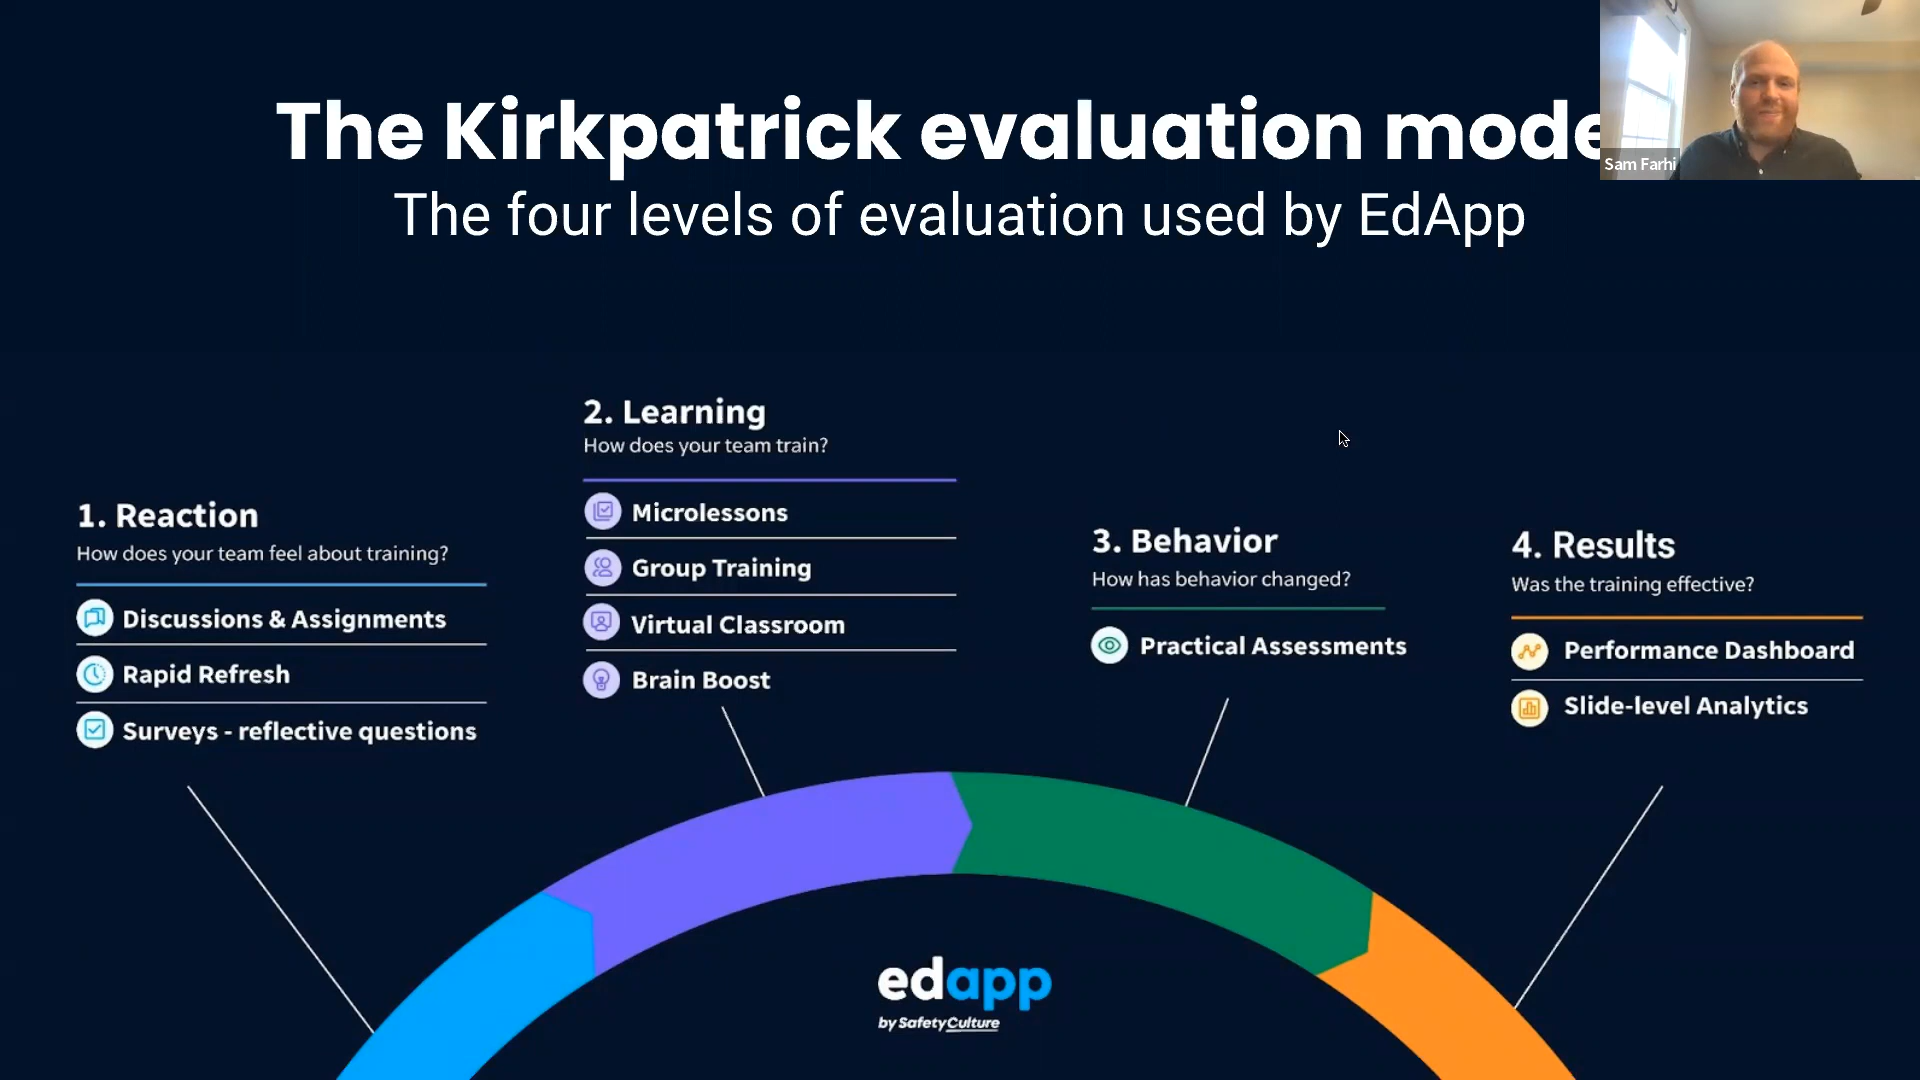 The Kirkpatrick evaluation mode
The four levels of evaluation used by EdApp
Sam Farhi
1. Reaction
How does your team feel about training?
Discussions & Assignments
Rapid Refresh
Surveys - reflective questions
2. Learning
How does your team train?
Microlessons
Group Training
Virtual Classroom
Brain Boost
3. Behavior
How has behavior changed?
Practical Assessments
4. Results
Was the training effective?
Performance Dashboard
Slide-level Analytics
edapp
by SafetyCulture